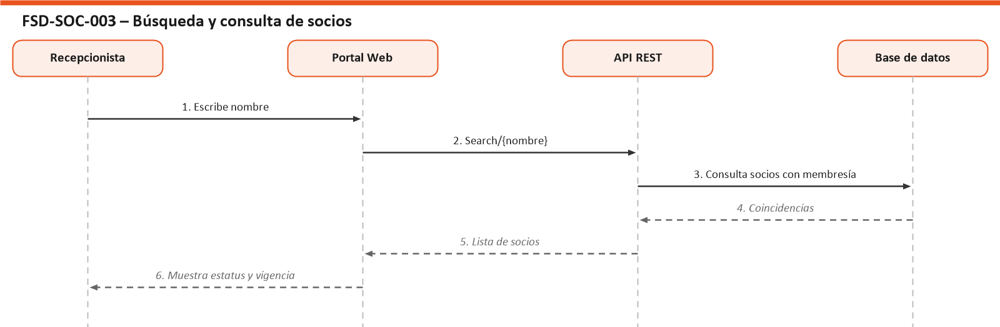 FSD-SOC-003 – Búsqueda y consulta de socios
Recepcionista
Portal Web
API REST
Base de datos
1. Escribe nombre
2. Search/{nombre}
3. Consulta socios con membresía
4. Coincidencias
5. Lista de socios
6. Muestra estatus y vigencia